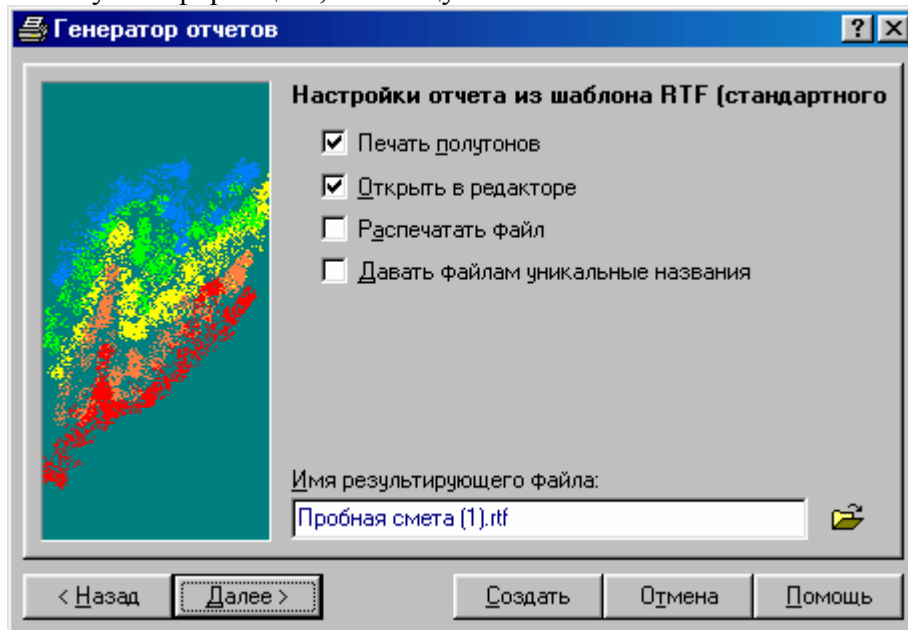 Генератор отчетов
Настройки отчета из шаблона RTF (стандартного
Печать полутонов
Открыть в редакторе
Распечатать файл
Давать файлам уникальные названия
Имя результирующего файла:
Пробная смета (1).rtf
< Назад Далее > Создать Отмена Помощь